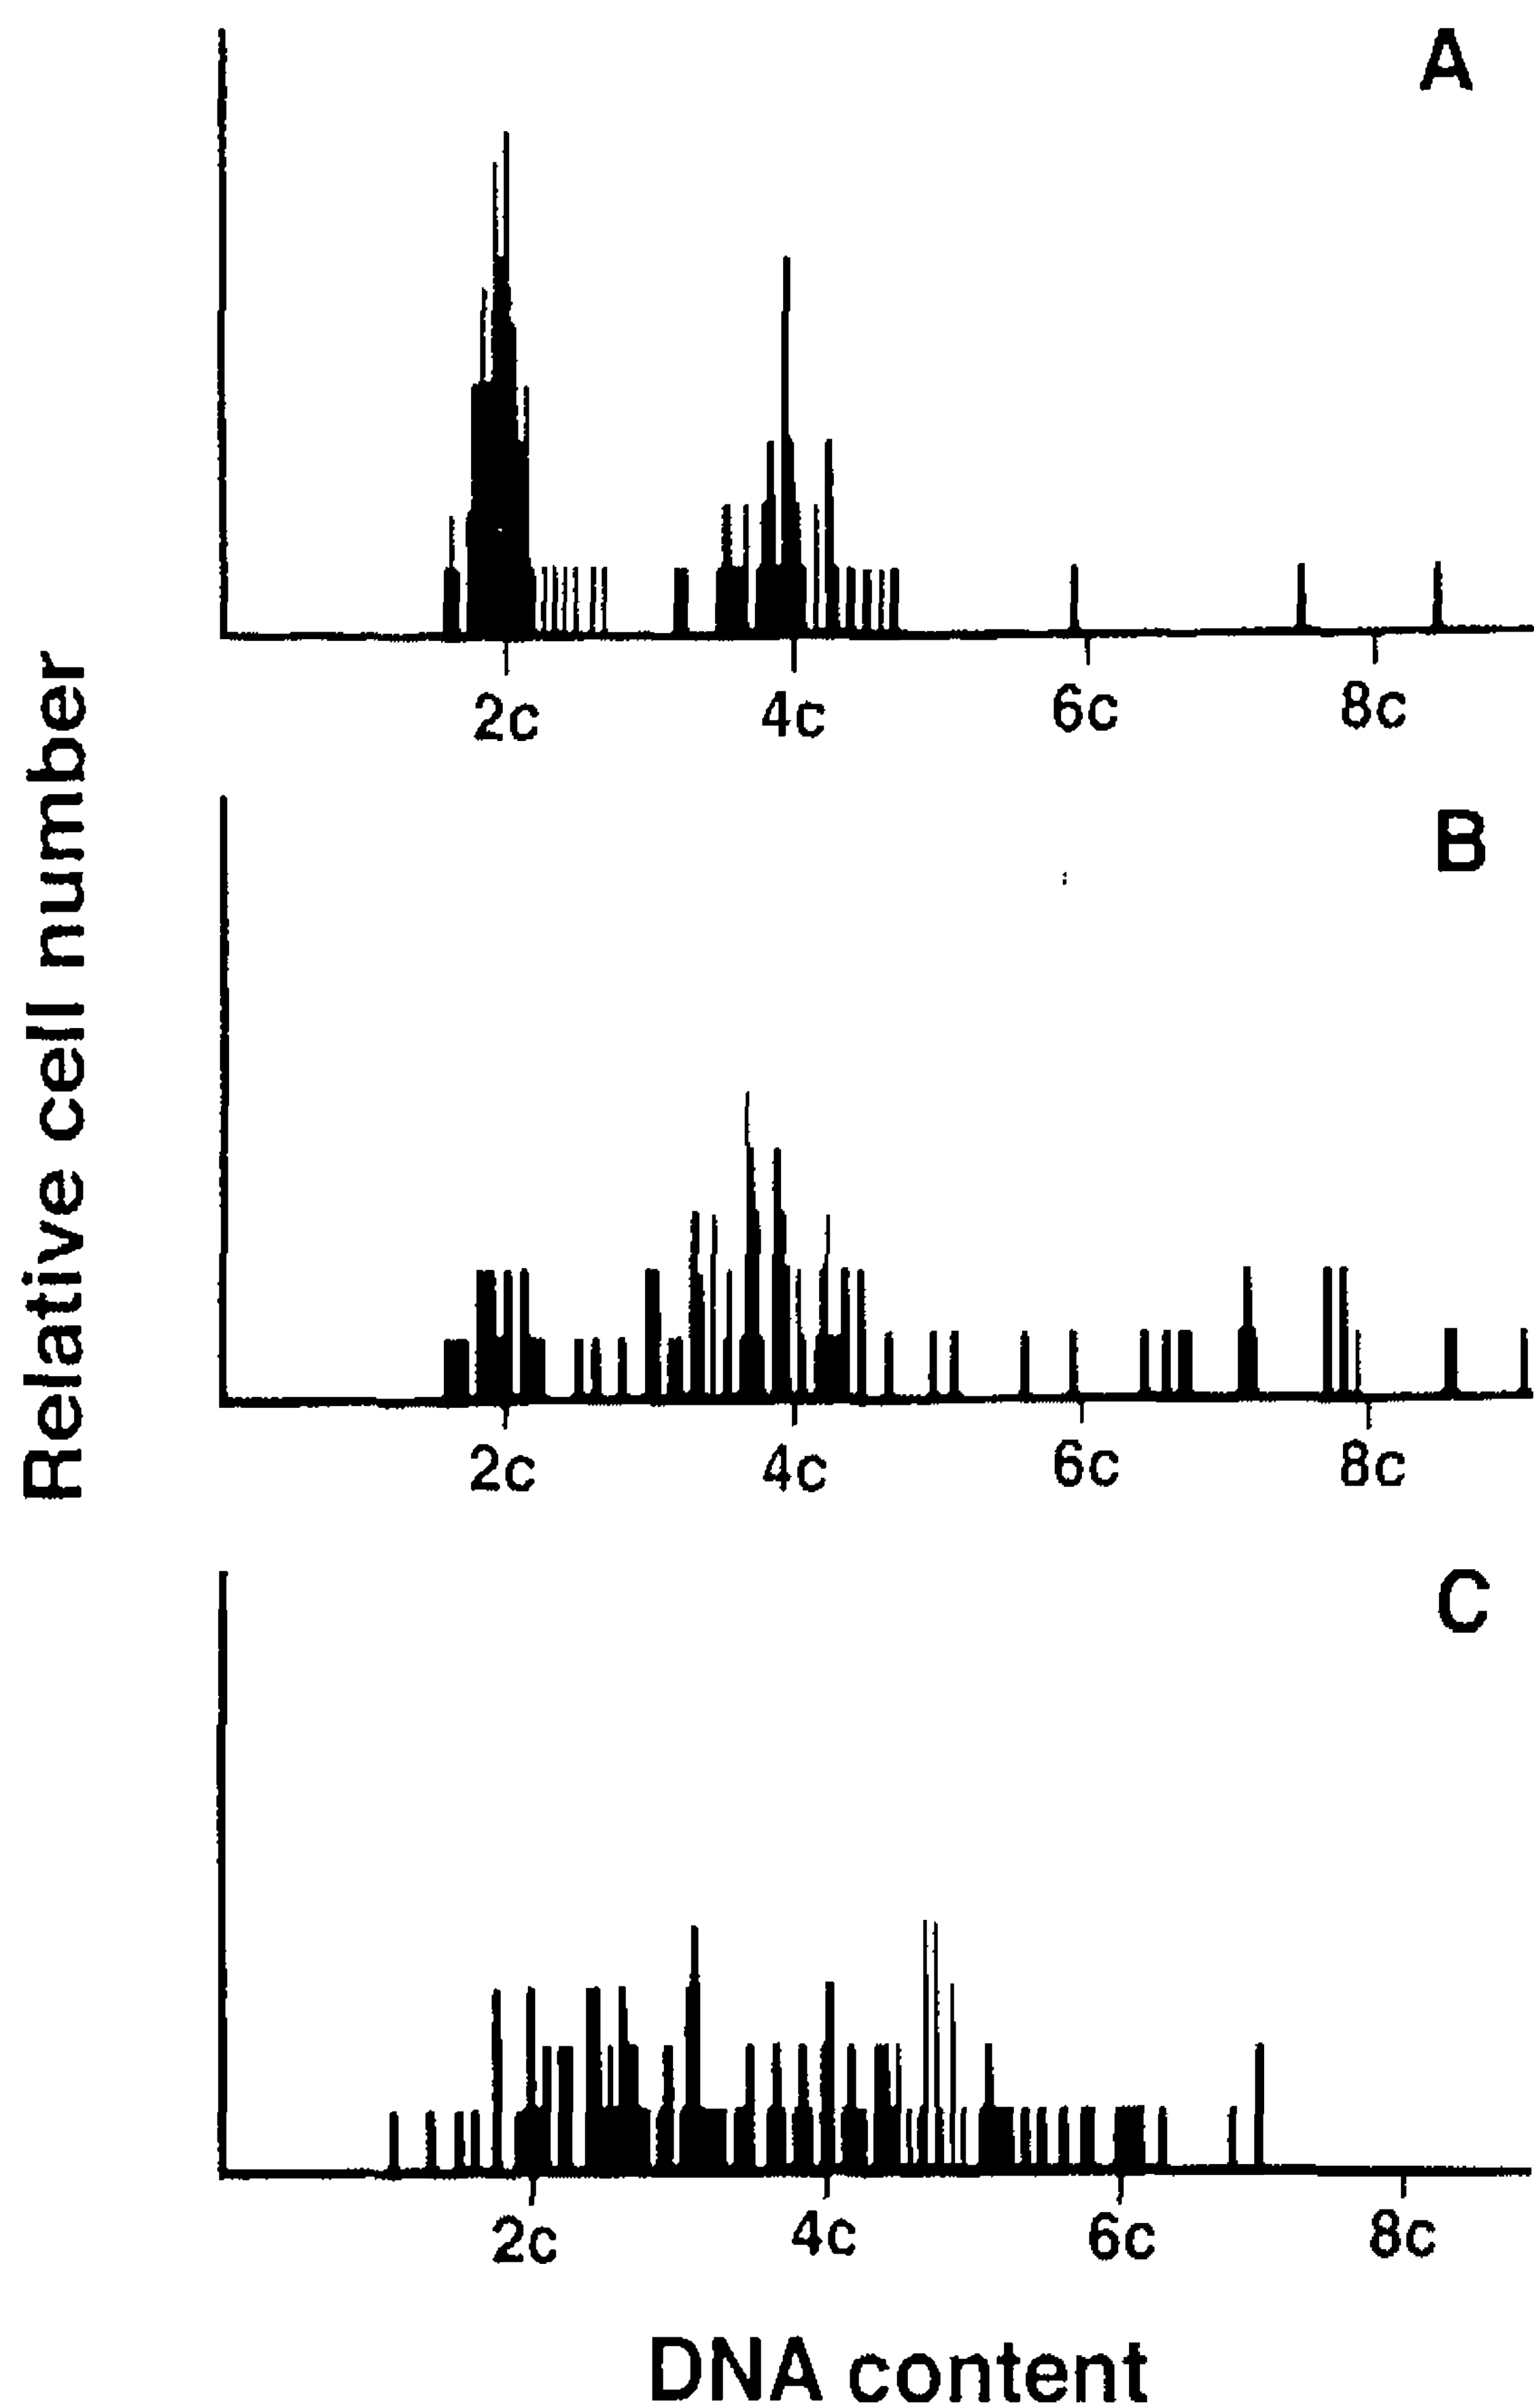 A
2c 4c 6c 8c
Relative cell number
B
2c 4c 6c 8c
C
2c 4c 6c 8c
DNA content